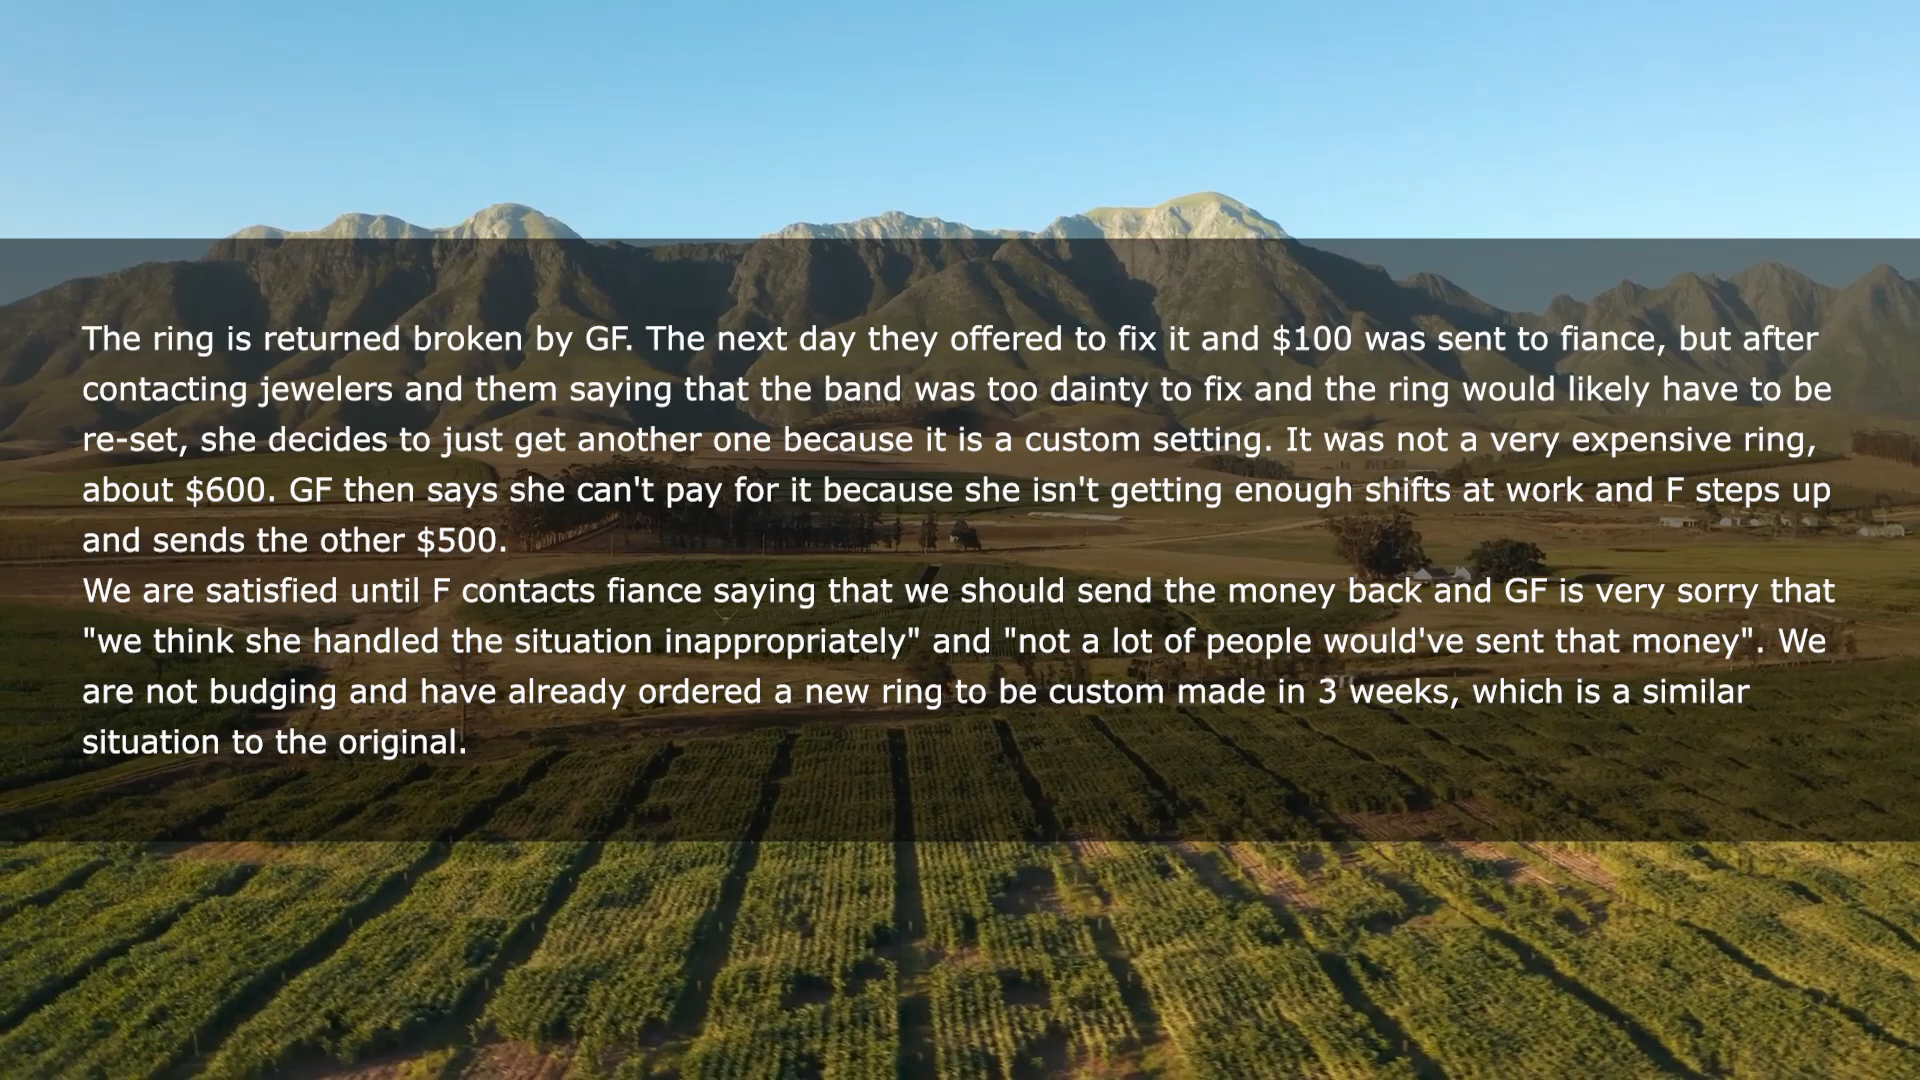 The ring is returned broken by GF. The next day they offered to fix it and $100 was sent to fiance, but after
contacting jewelers and them saying that the band was too dainty to fix and the ring would likely have to be
re-set, she decides to just get another one because it is a custom setting. It was not a very expensive ring,
about $600. GF then says she can't pay for it because she isn't getting enough shifts at work and F steps up
and sends the other $500.
We are satisfied until F contacts fiance saying that we should send the money back and GF is very sorry that
"we think she handled the situation inappropriately" and "not a lot of people would've sent that money". We
are not budging and have already ordered a new ring to be custom made in 3 weeks, which is a similar
situation to the original.